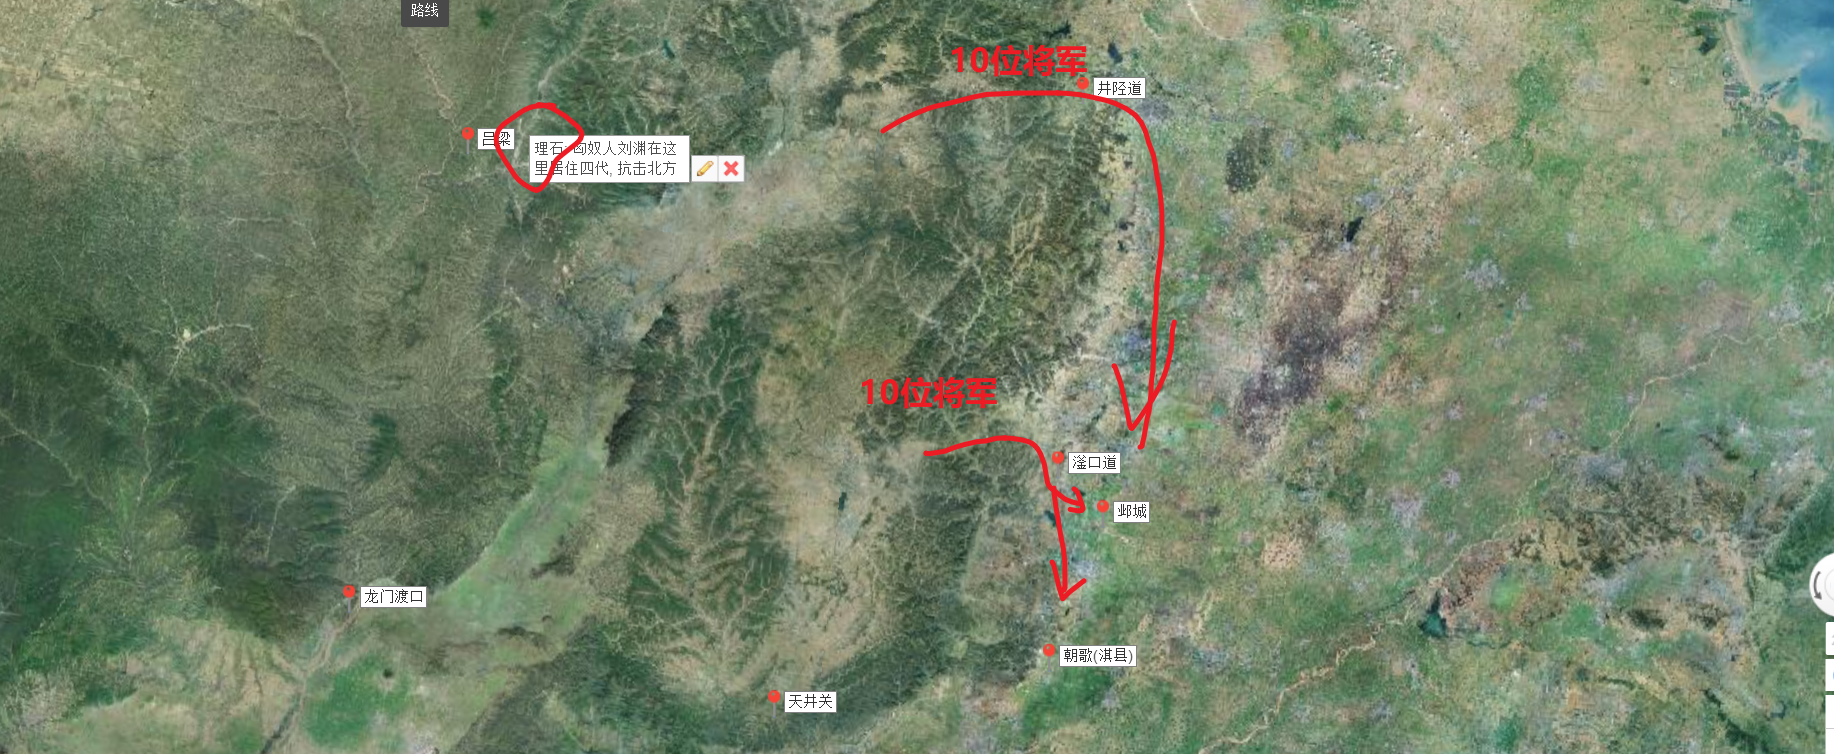 路线
10位将军
井陉道
吕梁
理石, 匈奴人刘渊在这
里居住四代, 抗击北方
10位将军
滏口道
邺城
龙门渡口
朝歌(淇县)
天井关